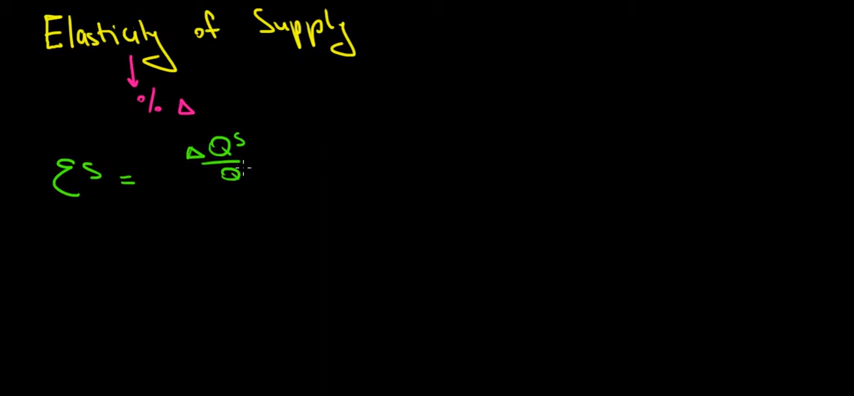 Elasticity of Supply
↓
% Δ
ΔQˢ
εˢ =
Q